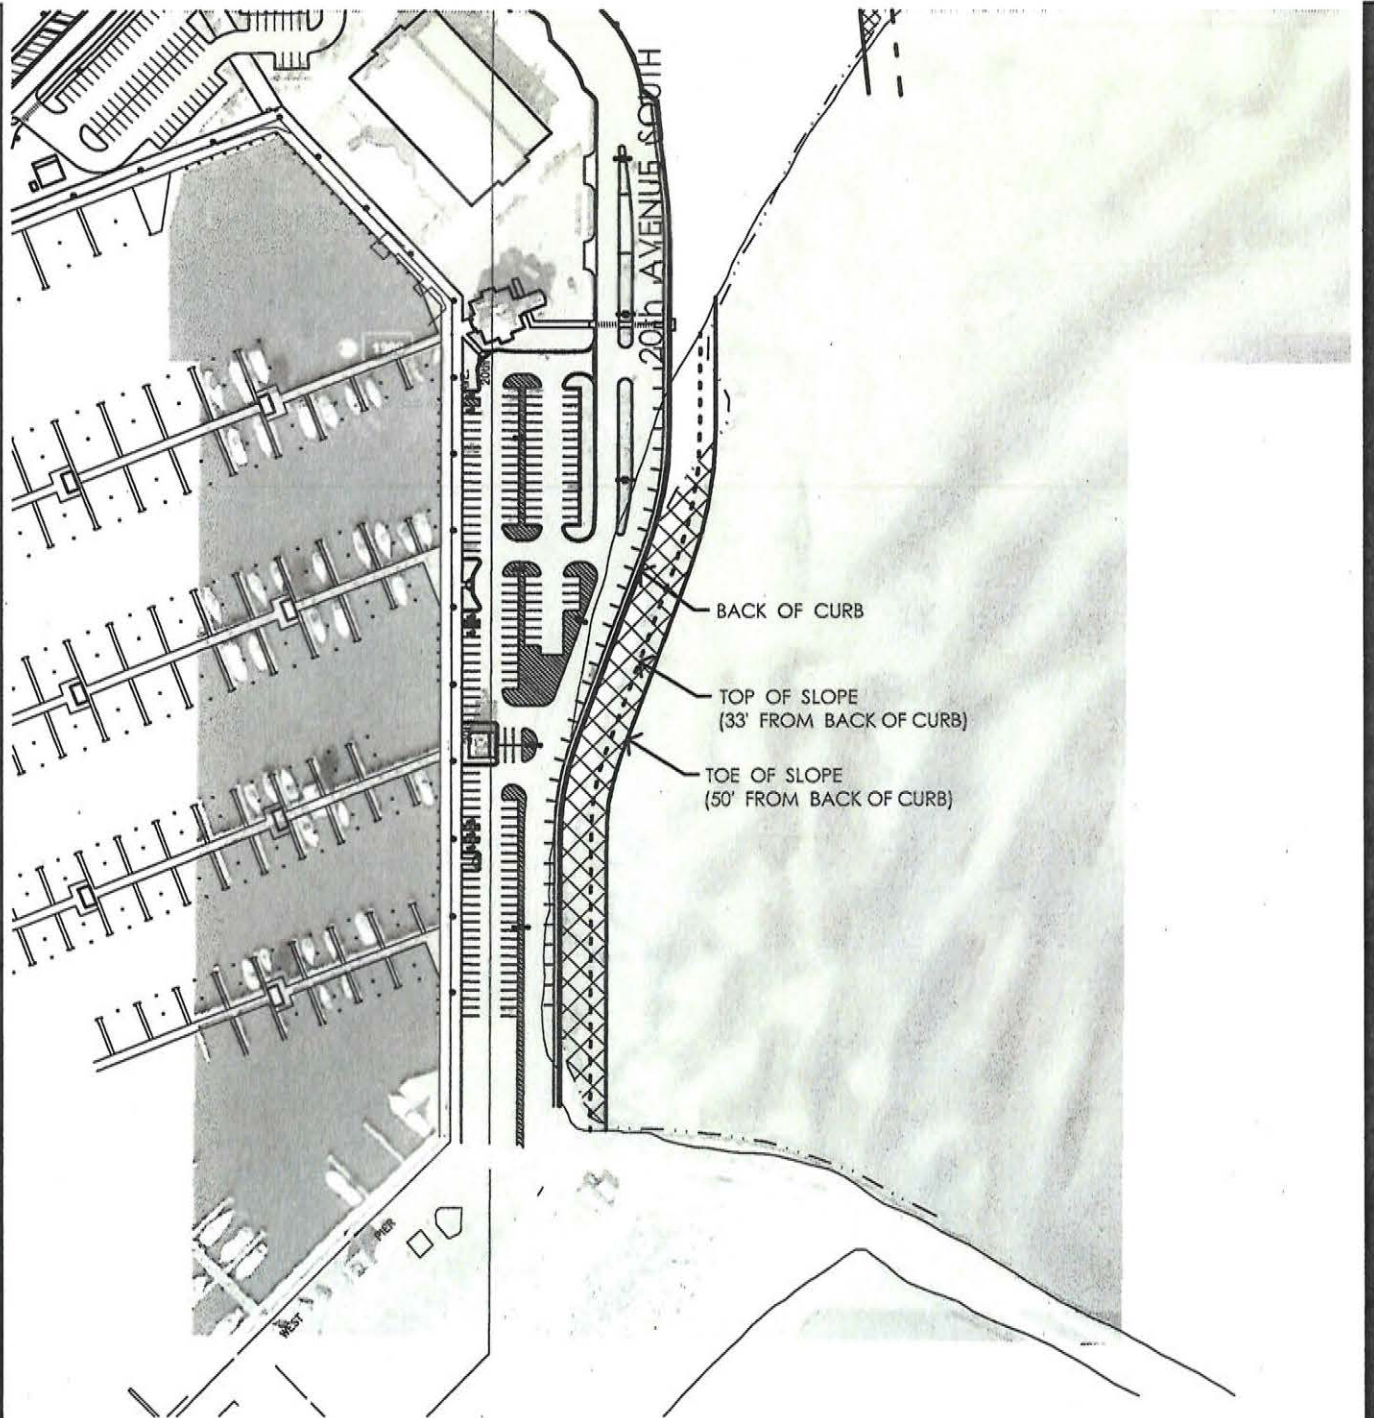 20th AVENUE SOUTH
BACK OF CURB
TOP OF SLOPE
(33' FROM BACK OF CURB)
TOE OF SLOPE
(50' FROM BACK OF CURB)
PIER
WEST